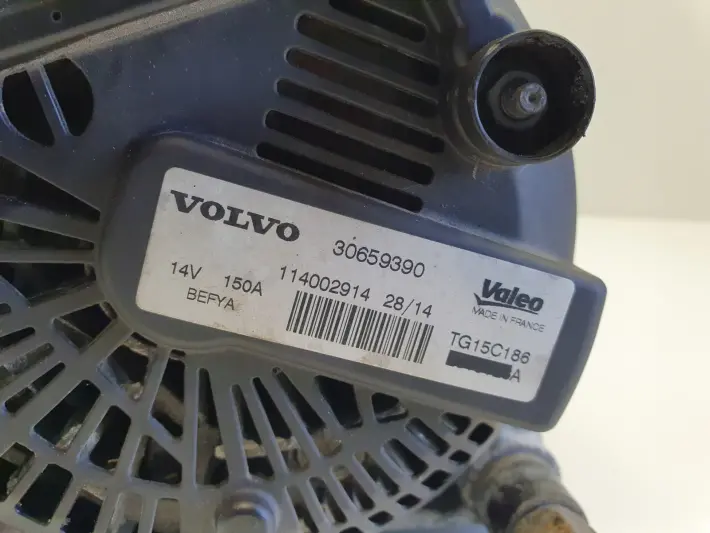 VOLVO 30659390
14V 150A 114002914 28/14
BEFYA
Valeo
MADE IN FRANCE
TG15C186
A